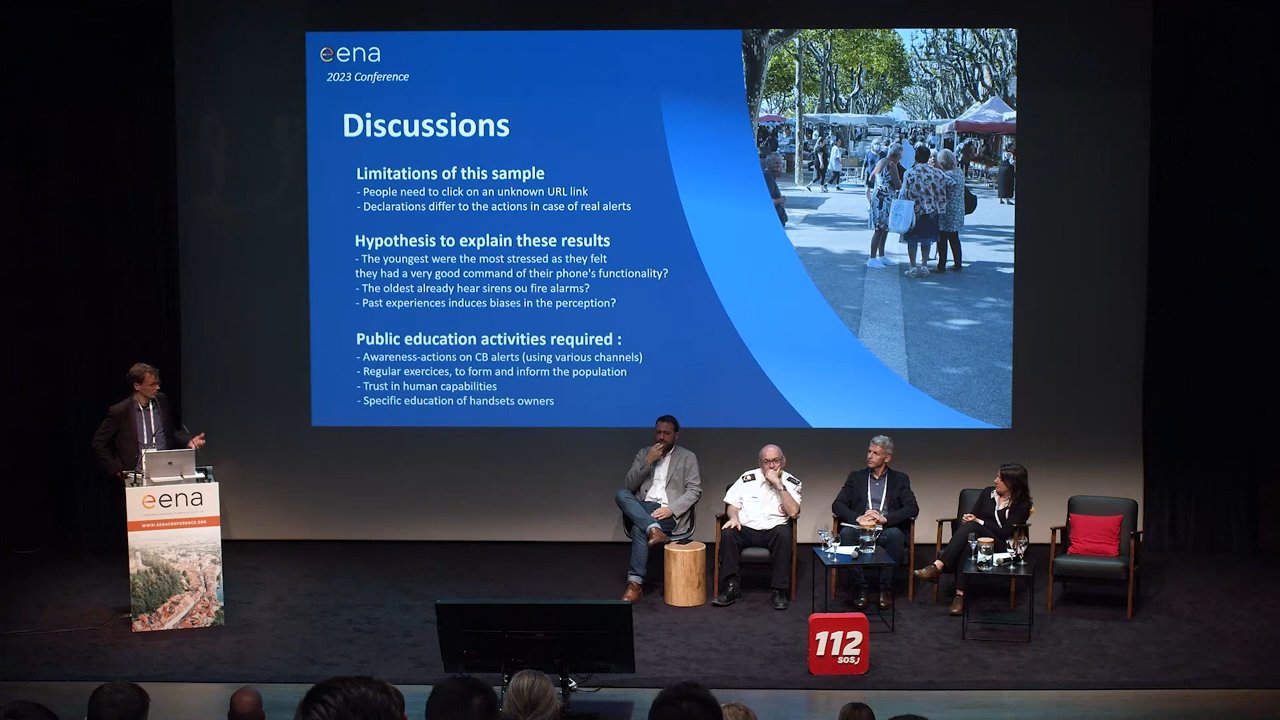 eena
2023 Conference
Discussions
Limitations of this sample
- People need to click on an unknown URL link
- Declarations differ to the actions in case of real alerts
Hypothesis to explain these results
- The youngest were the most stressed as they felt
they had a very good command of their phone's functionality?
- The oldest already hear sirens ou fire alarms?
- Past experiences induces biases in the perception?
Public education activities required :
- Awareness-actions on CB alerts (using various channels)
- Regular exercices, to form and inform the population
- Trust in human capabilities
- Specific education of handsets owners
eena
WWW.EENACONFERENCE.ORG
112
SOS